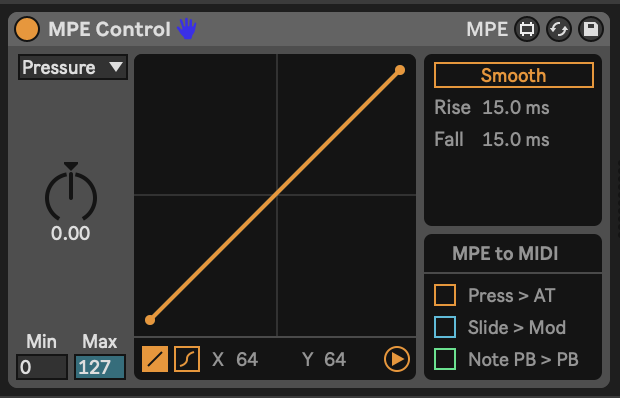 MPE Control MPE
Pressure
0.00
Min Max
0 127
X 64 Y 64
Smooth
Rise 15.0 ms
Fall 15.0 ms
MPE to MIDI
Press > AT
Slide > Mod
Note PB > PB